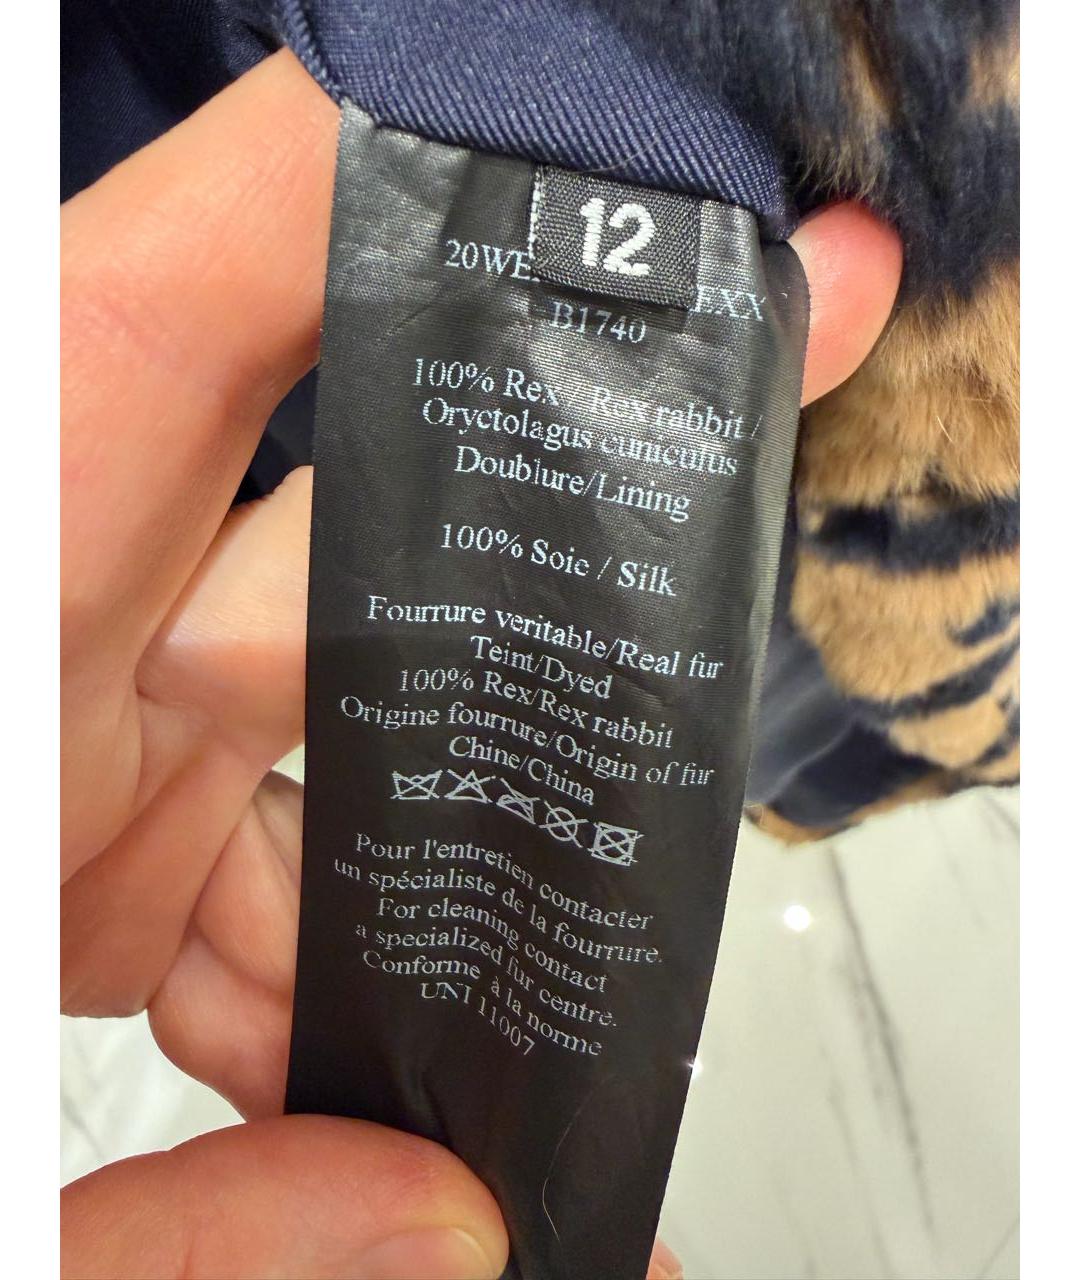 12
20WE
EXX
B1740
100% Rex / Rex rabbit /
Oryctolagus cuniculus
Doublure/Lining
100% Soie / Silk
Fourrure veritable/Real fur
Teint/Dyed
100% Rex/Rex rabbit
Origine fourrure/Origin of fur
Chine/China
Pour l'entretien contacter
un spécialiste de la fourrure.
For cleaning contact
a specialized fur centre.
Conforme à la norme
UNI 11007